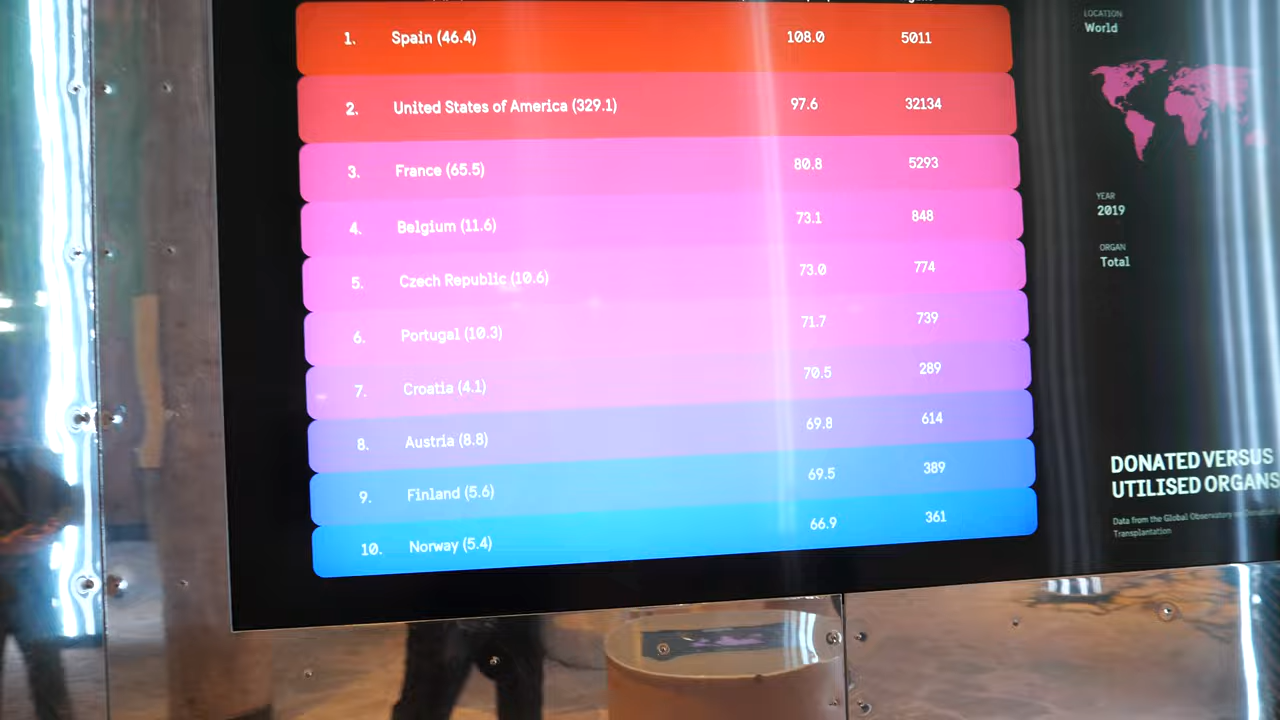 1. Spain (46.4) 108.0 5011
2. United States of America (329.1) 97.6 32134
3. France (65.5) 80.8 5293
4. Belgium (11.6) 73.1 848
5. Czech Republic (10.6) 73.0 774
6. Portugal (10.3) 71.7 739
7. Croatia (4.1) 70.5 289
8. Austria (8.8) 69.8 614
9. Finland (5.6) 69.5 389
10. Norway (5.4) 66.9 361
LOCATION
World
YEAR
2019
ORGAN
Total
DONATED VERSUS
UTILISED ORGANS
Data from the Global Observatory on Donation
Transplantation